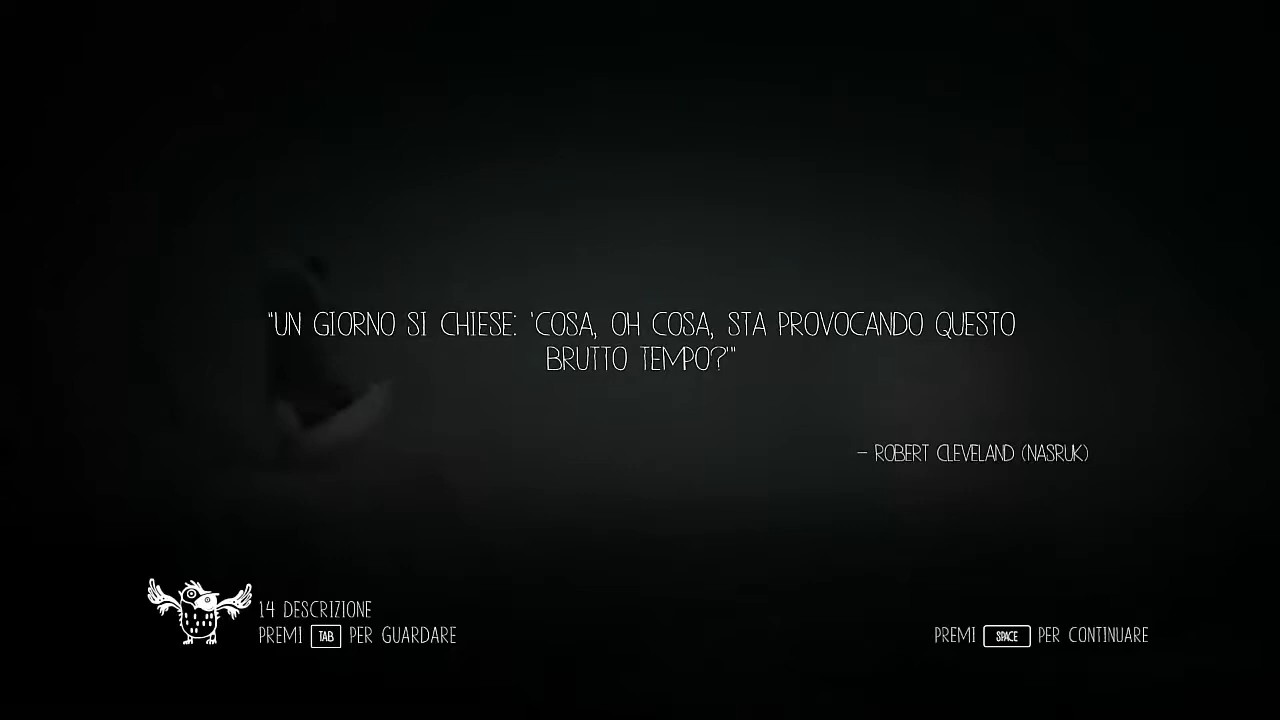 "UN GIORNO SI CHIESE: 'COSA, OH COSA, STA PROVOCANDO QUESTO
BRUTTO TEMPO?'"
– ROBERT CLEVELAND (NASRUK)
14 DESCRIZIONE
PREMI TAB PER GUARDARE
PREMI SPACE PER CONTINUARE